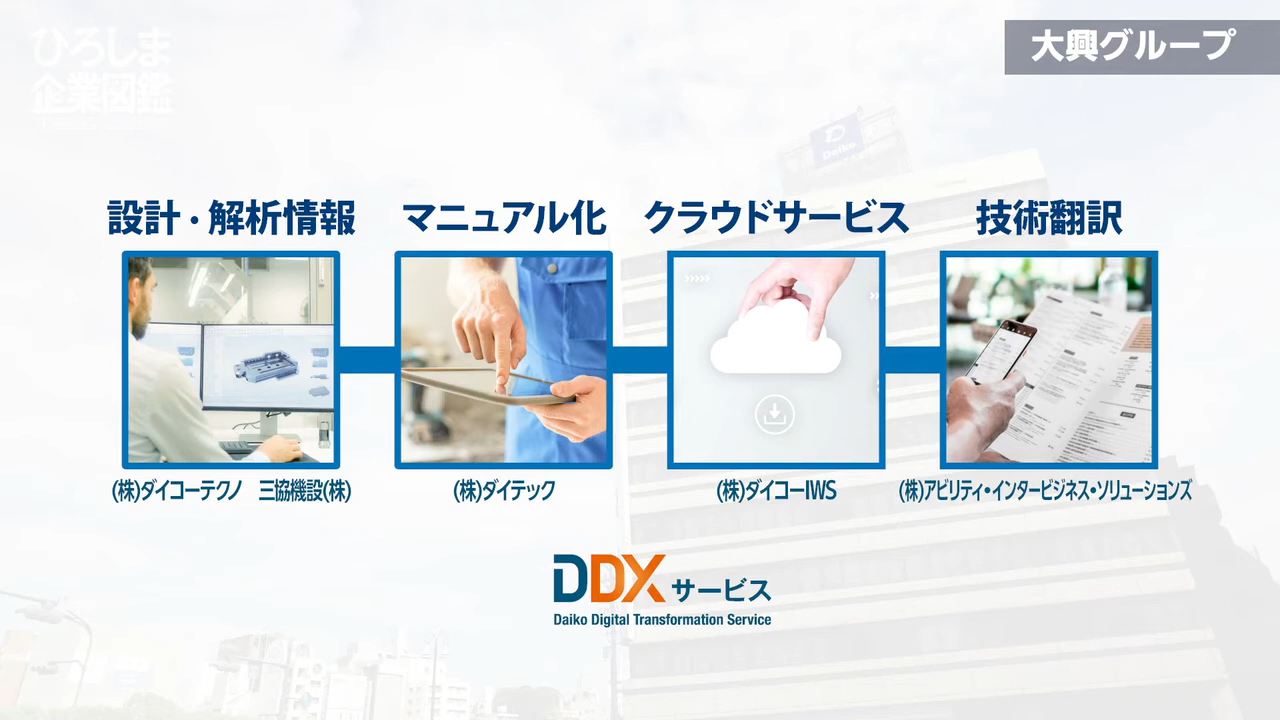 ひろしま
企業図鑑
大興グループ
Daiko
設計・解析情報
マニュアル化
クラウドサービス
技術翻訳
(株)ダイコーテクノ 三協機設(株)
(株)ダイテック
(株)ダイコーIWS
(株)アビリティ・インタービジネス・ソリューションズ
DDXサービス
Daiko Digital Transformation Service